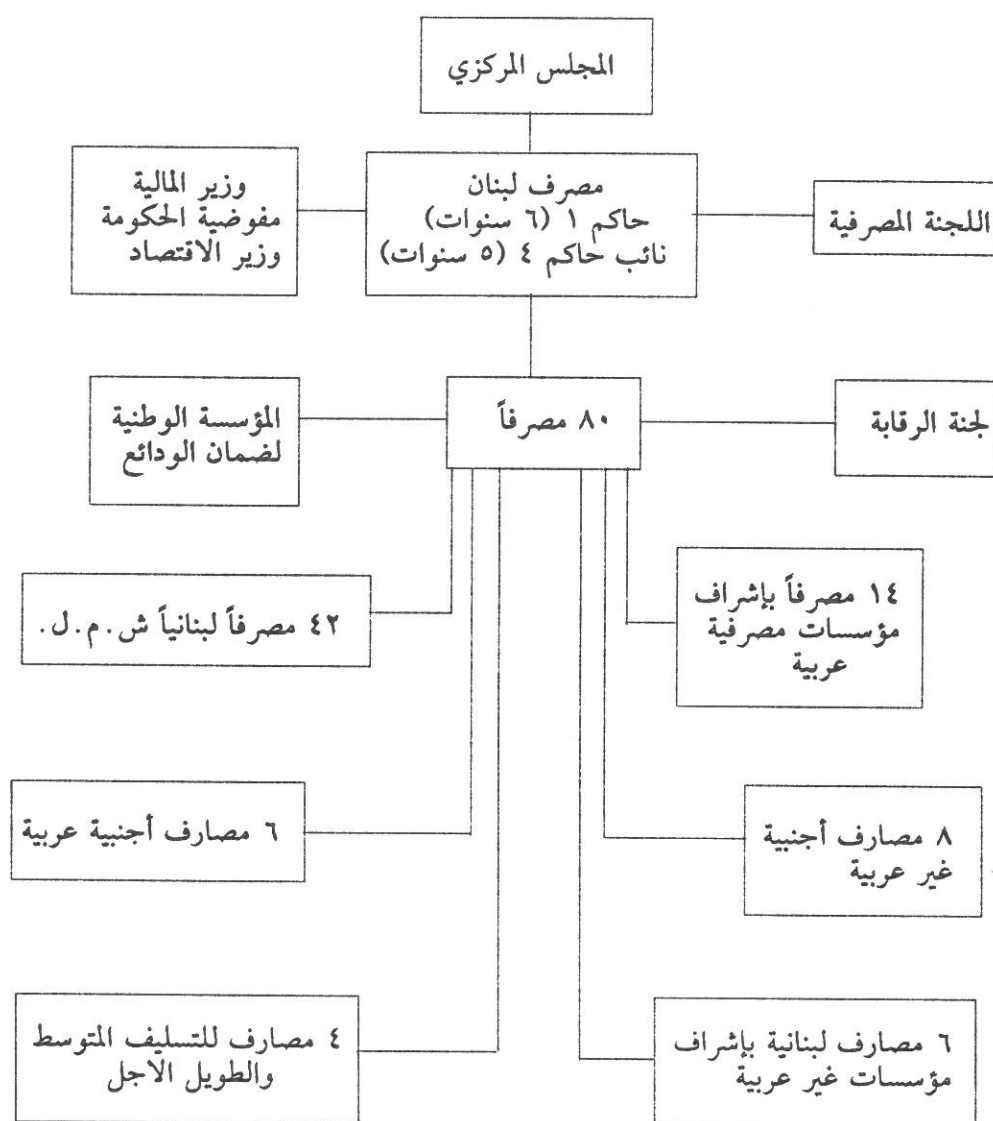 المجلس المركزي
مصرف لبنان
حاكم ١ (٦ سنوات)
نائب حاكم ٤ (٥ سنوات)
اللجنة المصرفية
وزير المالية
مفوضية الحكومة
وزير الاقتصاد
٨٠ مصرفاً
لجنة الرقابة
المؤسسة الوطنية
لضمان الودائع
١٤ مصرفاً بإشراف
مؤسسات مصرفية
عربية
٤٢ مصرفاً لبنانياً ش.م.ل.
٨ مصارف أجنبية
غير عربية
٦ مصارف أجنبية عربية
٦ مصارف لبنانية بإشراف
مؤسسات غير عربية
٤ مصارف للتسليف المتوسط
والطويل الاجل